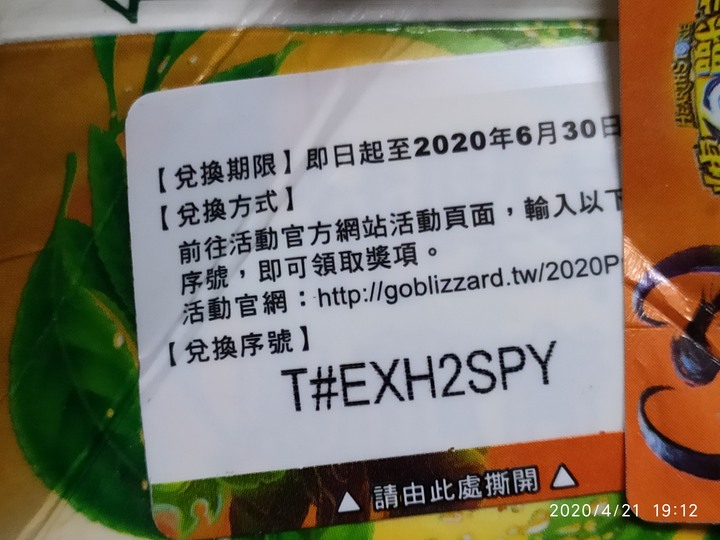 【兌換期限】即日起至2020年6月30日
【兌換方式】
前往活動官方網站活動頁面，輸入以下
序號，即可領取獎項。
活動官網：http://goblizzard.tw/2020P
【兌換序號】
T#EXH2SPY
▲ 請由此處撕開 ▲
2020/4/21 19:12